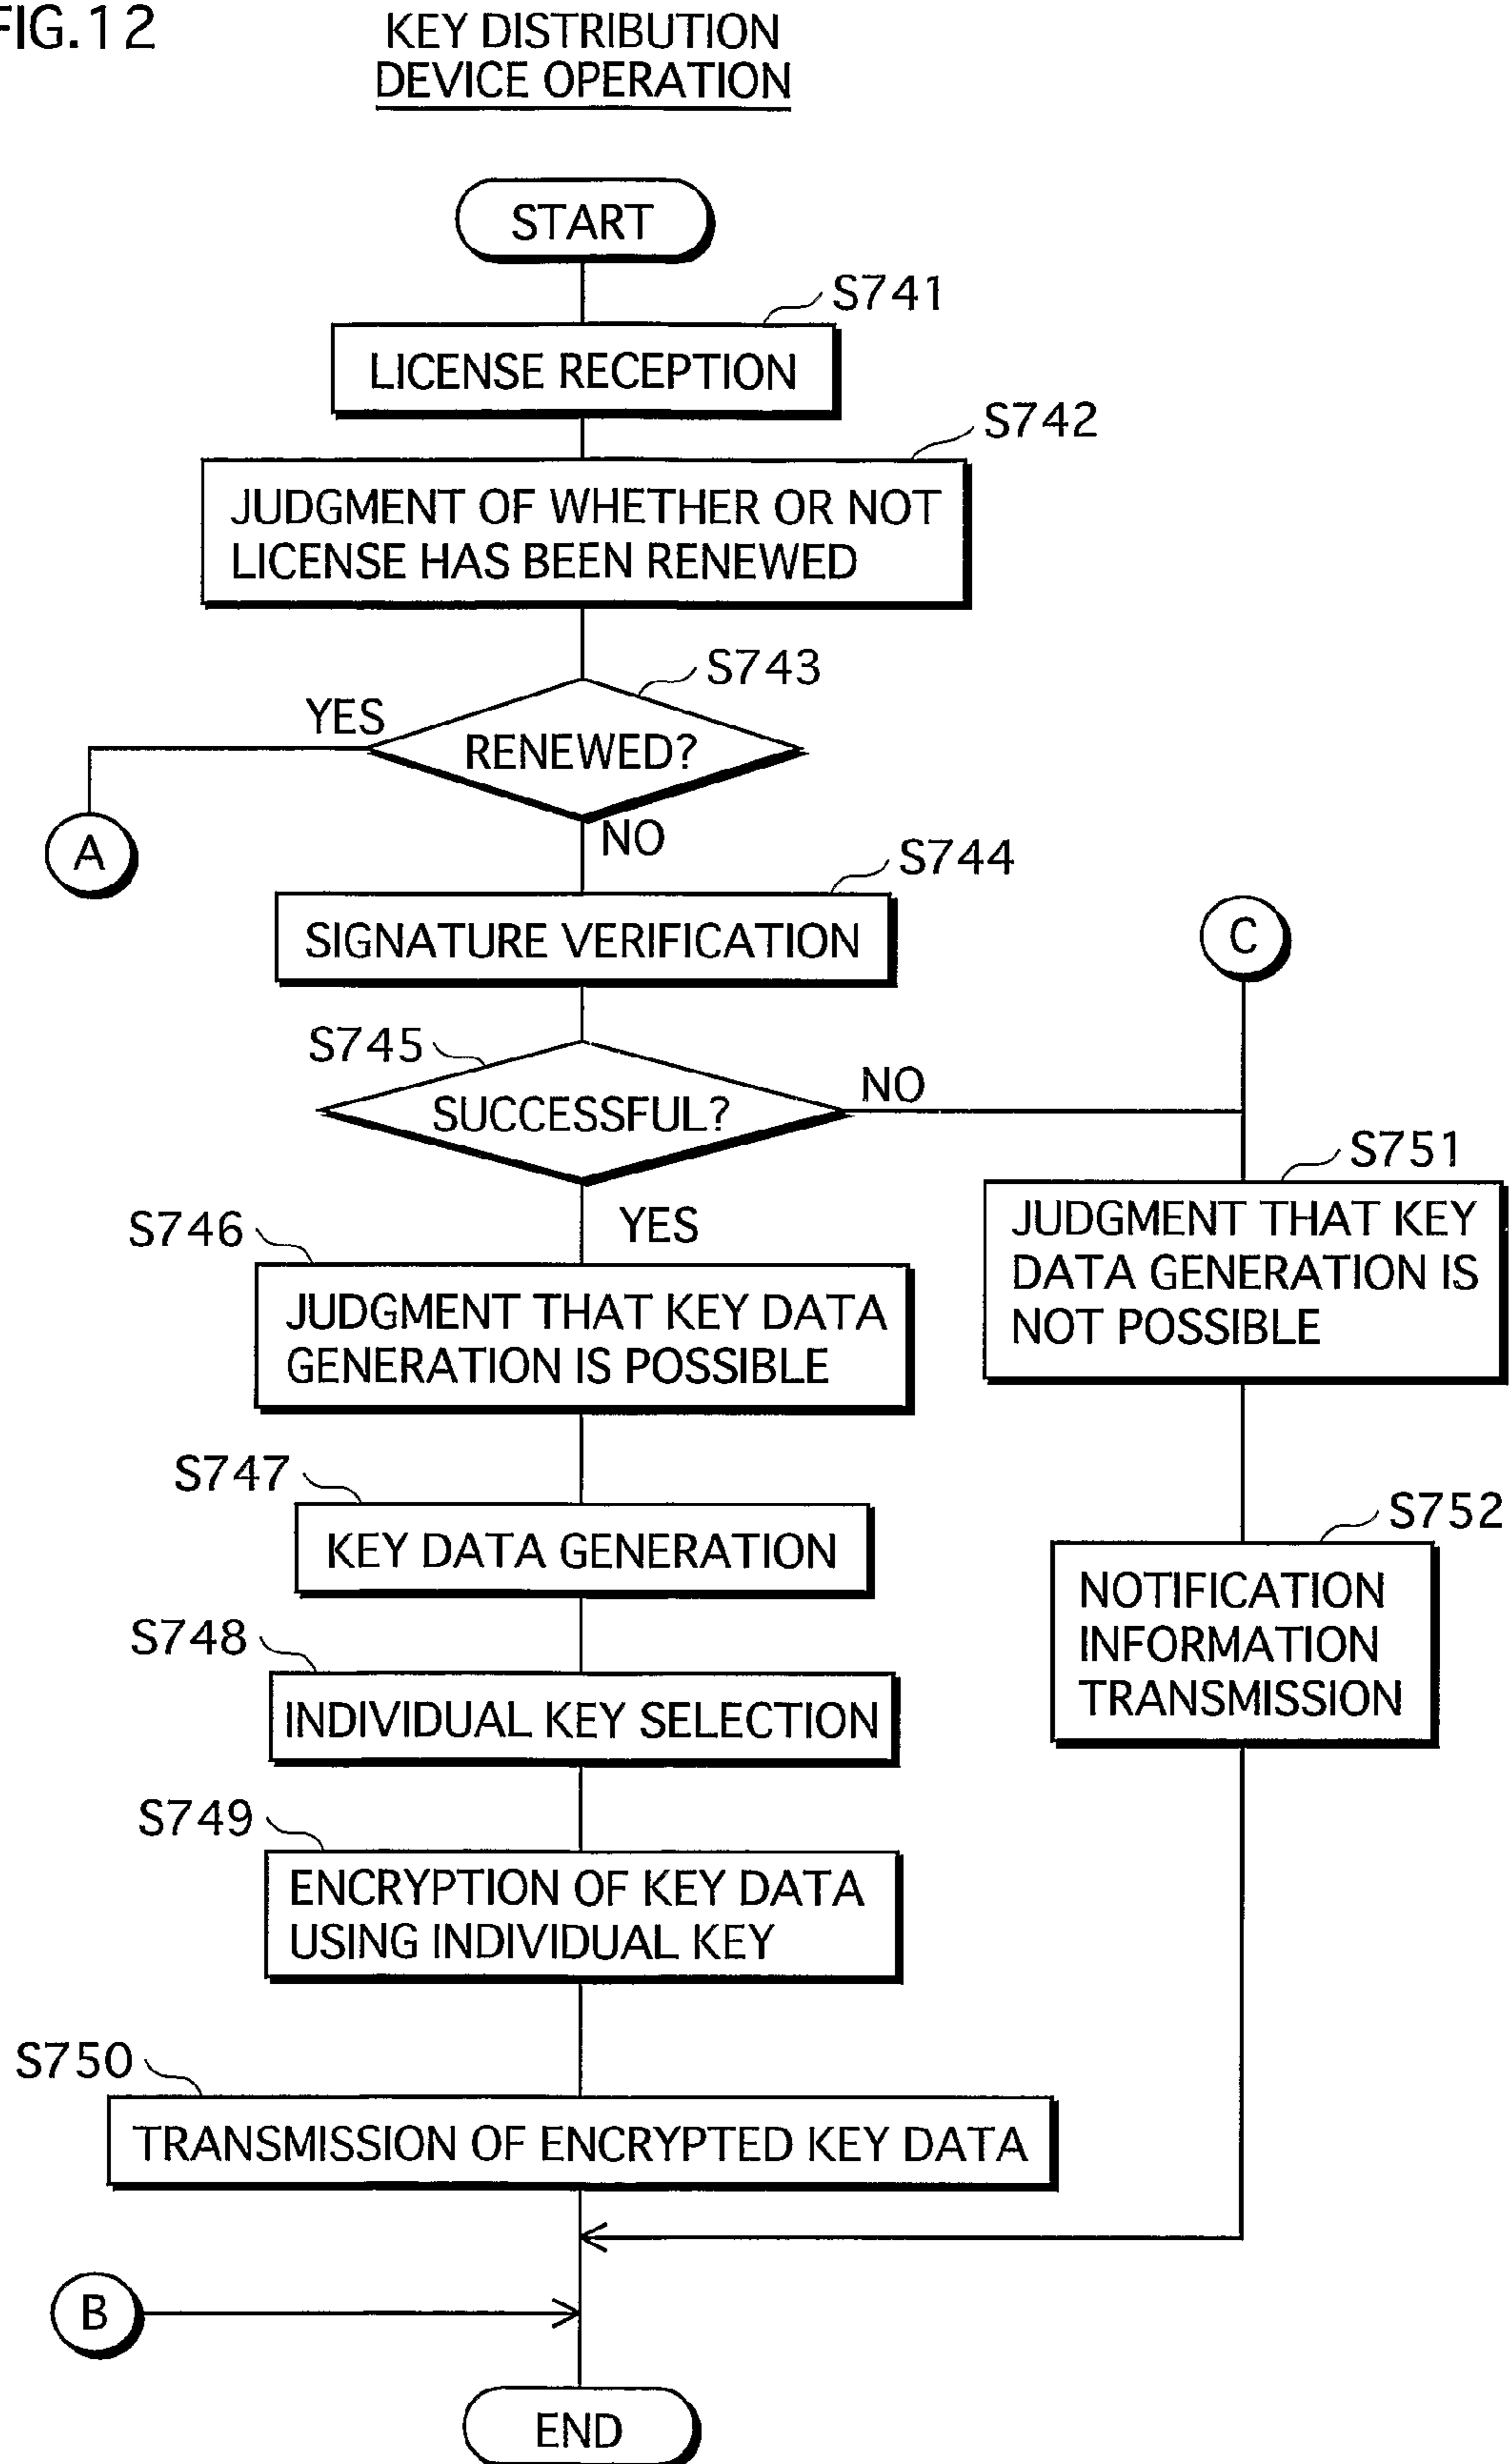 FIG.12
KEY DISTRIBUTION
DEVICE OPERATION
START
S741
LICENSE RECEPTION
S742
JUDGMENT OF WHETHER OR NOT
LICENSE HAS BEEN RENEWED
S743
YES
RENEWED?
A
NO
S744
SIGNATURE VERIFICATION
C
S745
SUCCESSFUL?
NO
S751
JUDGMENT THAT KEY
DATA GENERATION IS
NOT POSSIBLE
YES
S746
JUDGMENT THAT KEY DATA
GENERATION IS POSSIBLE
S747
KEY DATA GENERATION
S752
NOTIFICATION
INFORMATION
TRANSMISSION
S748
INDIVIDUAL KEY SELECTION
S749
ENCRYPTION OF KEY DATA
USING INDIVIDUAL KEY
S750
TRANSMISSION OF ENCRYPTED KEY DATA
B
END